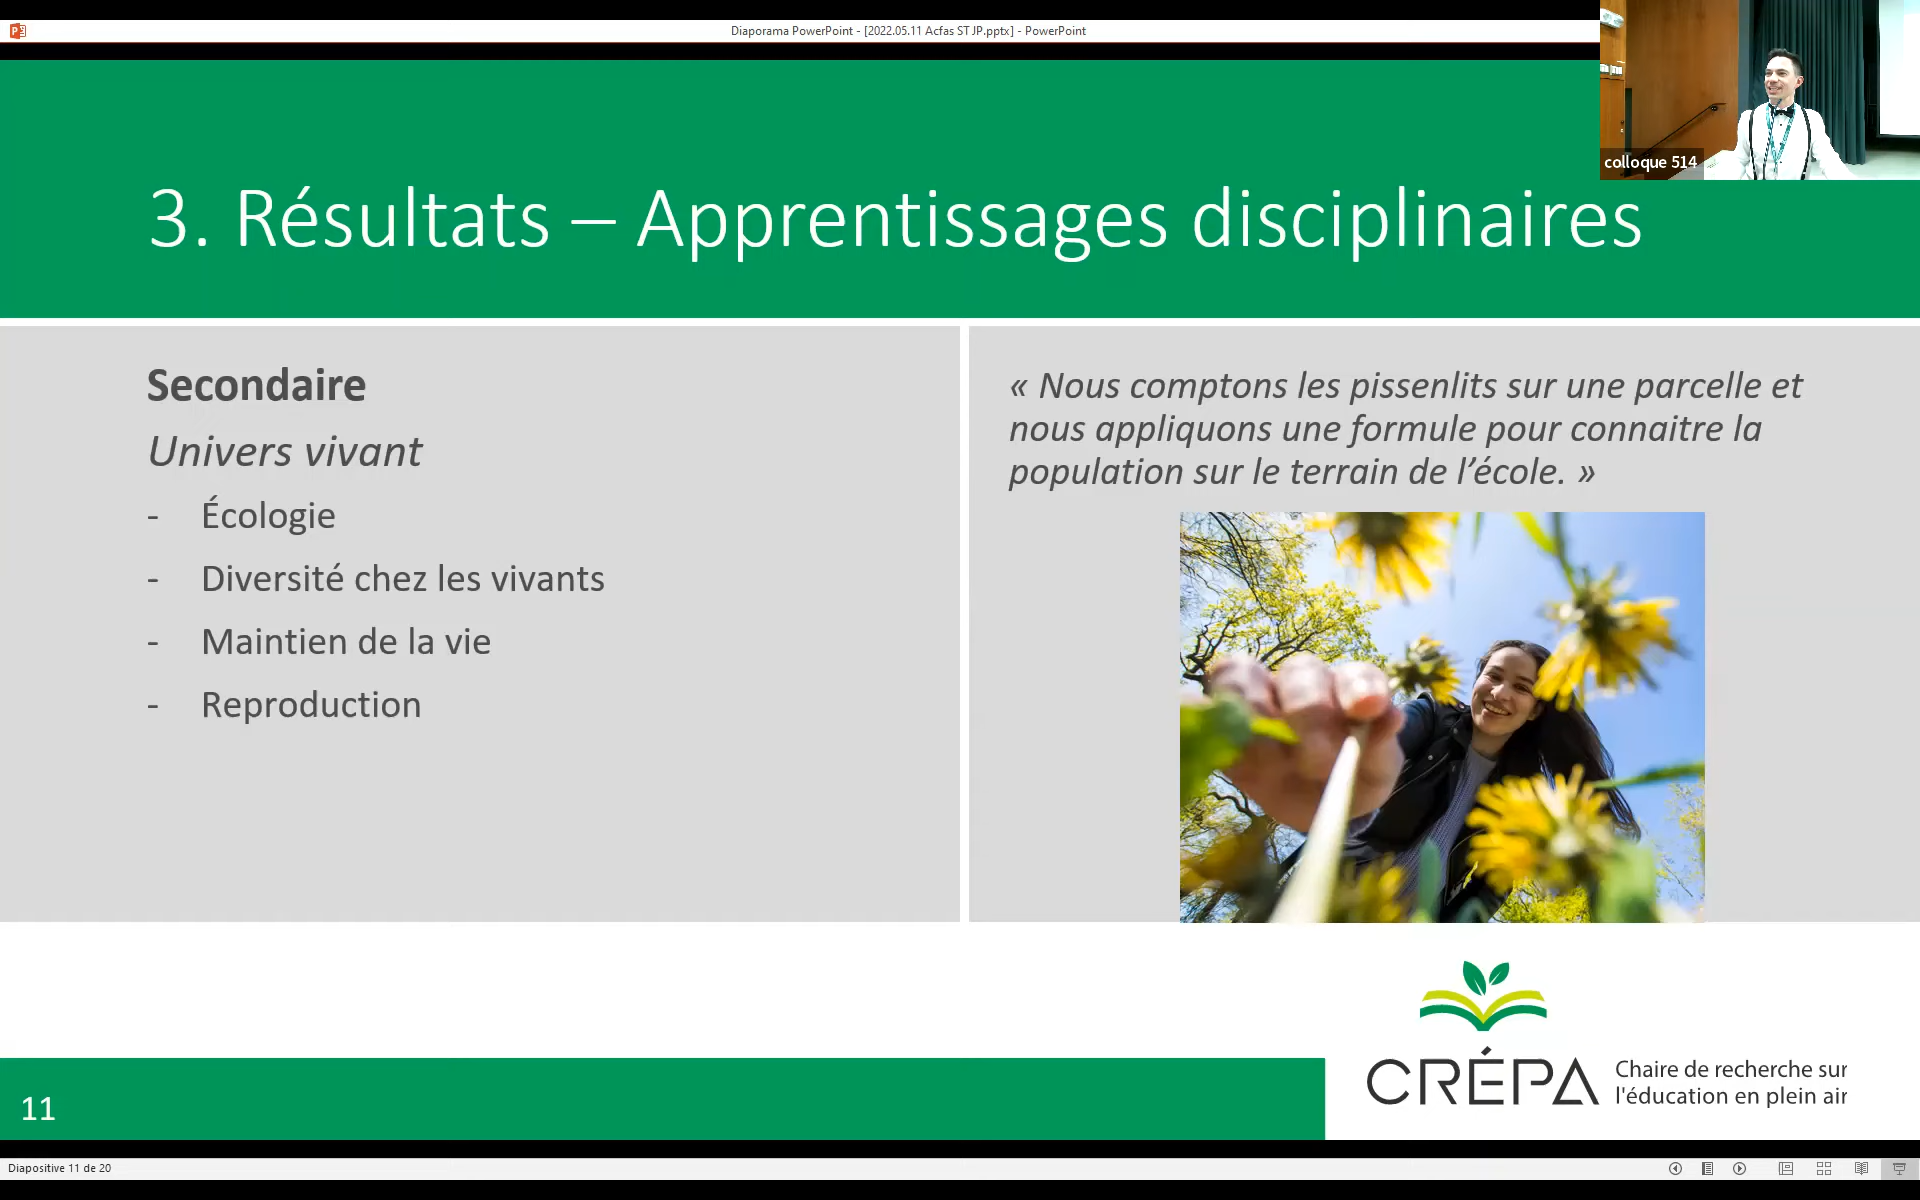 Diaporama PowerPoint - [2022.05.11 Acfas ST JP.pptx] - PowerPoint
colloque 514
3. Résultats – Apprentissages disciplinaires
Secondaire
Univers vivant
- Écologie
- Diversité chez les vivants
- Maintien de la vie
- Reproduction
« Nous comptons les pissenlits sur une parcelle et
nous appliquons une formule pour connaitre la
population sur le terrain de l’école. »
CRÉPA
Chaire de recherche sur
l'éducation en plein air
11
Diapositive 11 de 20